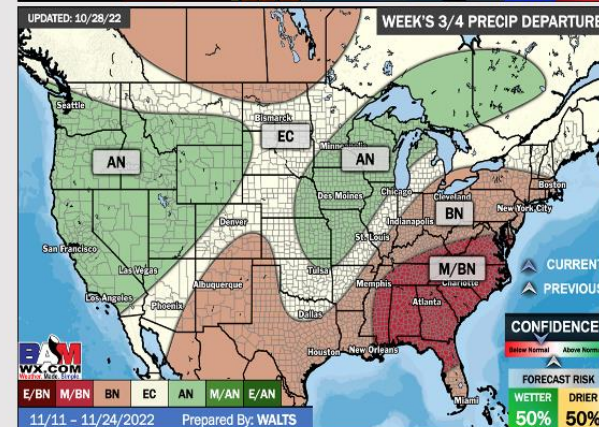 UPDATED: 10/28/22
WEEK'S 3/4 PRECIP DEPARTURE
Seattle
Bismarck
EC
Minneapolis
AN
AN
Boston
Des Moines
Chicago
Cleveland
New York City
BN
Indianapolis
Denver
San Francisco
St. Louis
Las Vegas
M/BN
Tulsa
CURRENT
Charlotte
Los Angeles
Albuquerque
Memphis
PREVIOUS
Phoenix
Atlanta
Dallas
CONFIDENCE
Below Normal Above Norma
Houston
New Orleans
BAM
WX.COM
Weather. Made. Simple.
FORECAST RISK
E/BN M/BN BN EC AN M/AN E/AN
Miami
WETTER DRIER
11/11 – 11/24/2022 Prepared By: WALTS
50% 50%